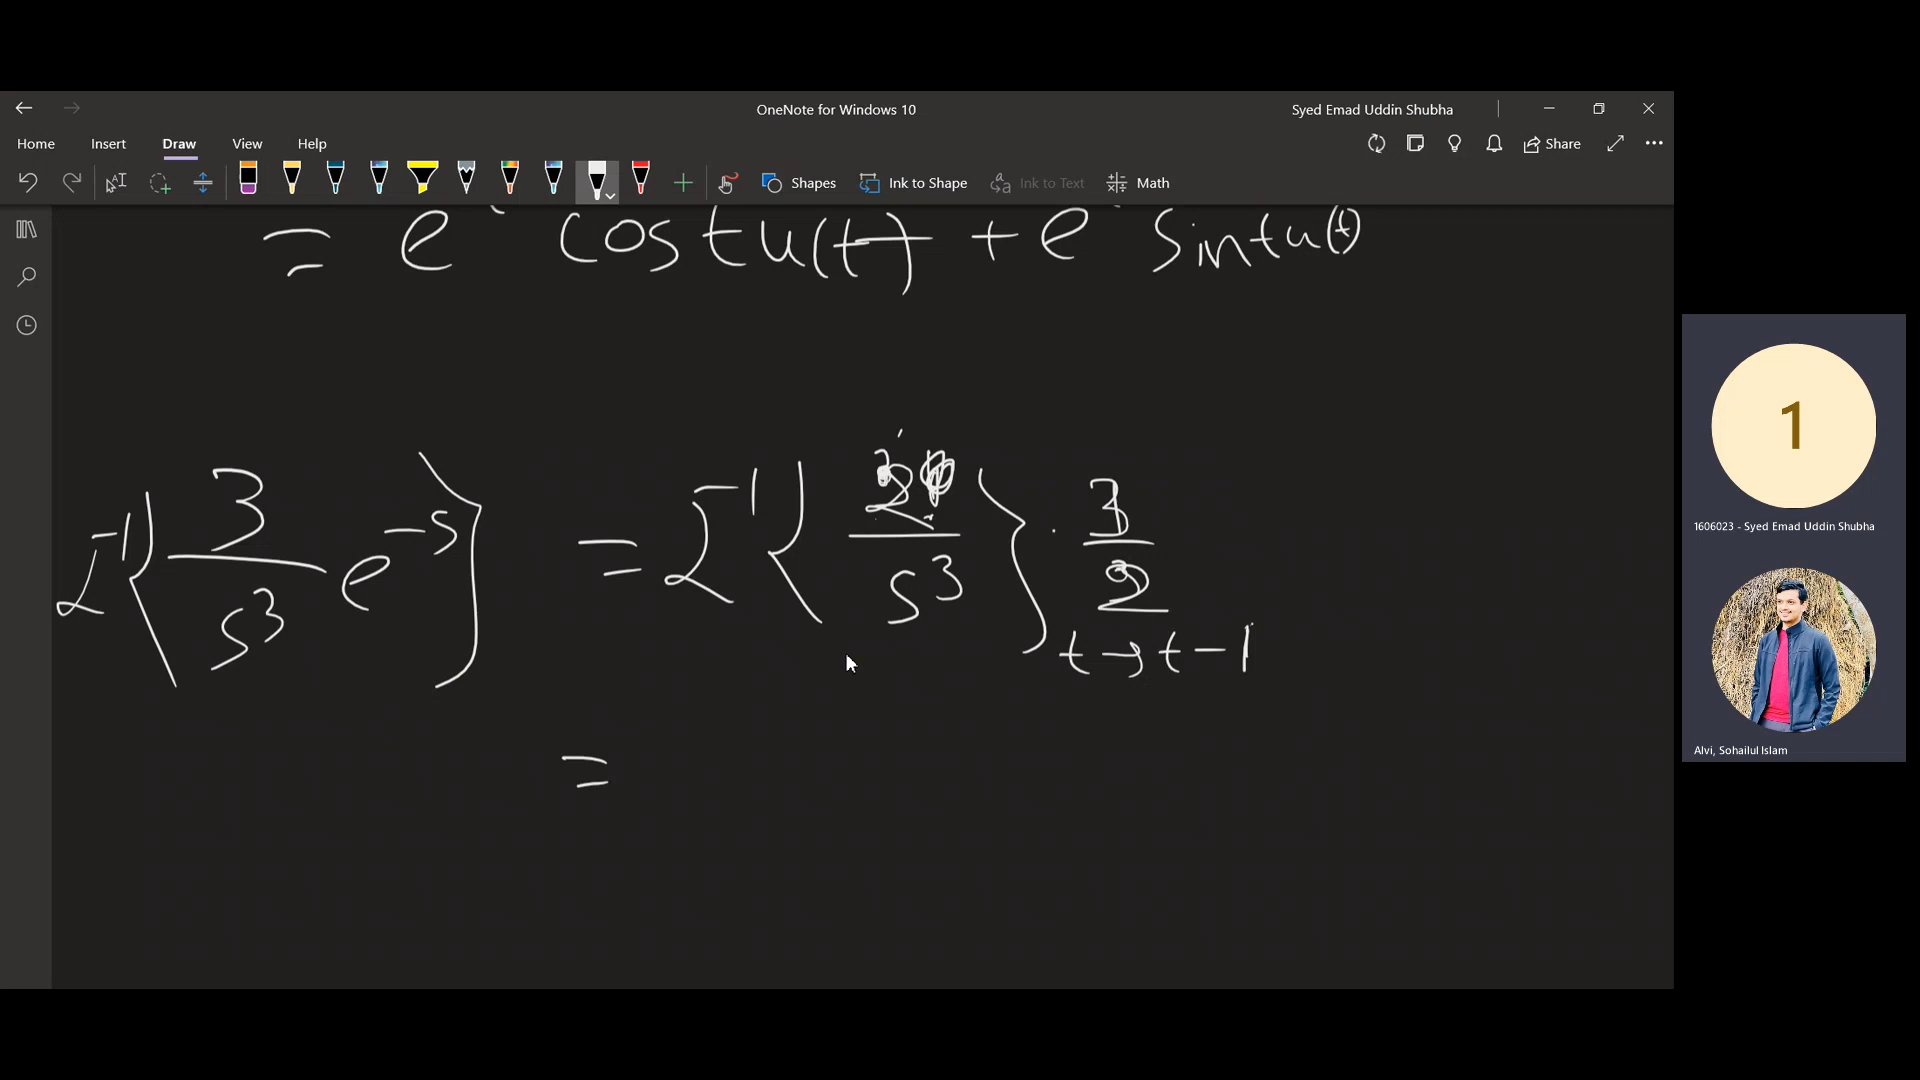 OneNote for Windows 10
Syed Emad Uddin Shubha
Home Insert Draw View Help
Share
Shapes Ink to Shape Ink to Text Math
= e cos t u(t) + e sin t u(t)
L^{-1} { 3 / s^3 e^{-s} } = L^{-1} { 2! / s^3 } · 3 / 2
t → t - 1
=
1
1606023 - Syed Emad Uddin Shubha
Alvi, Sohailul Islam